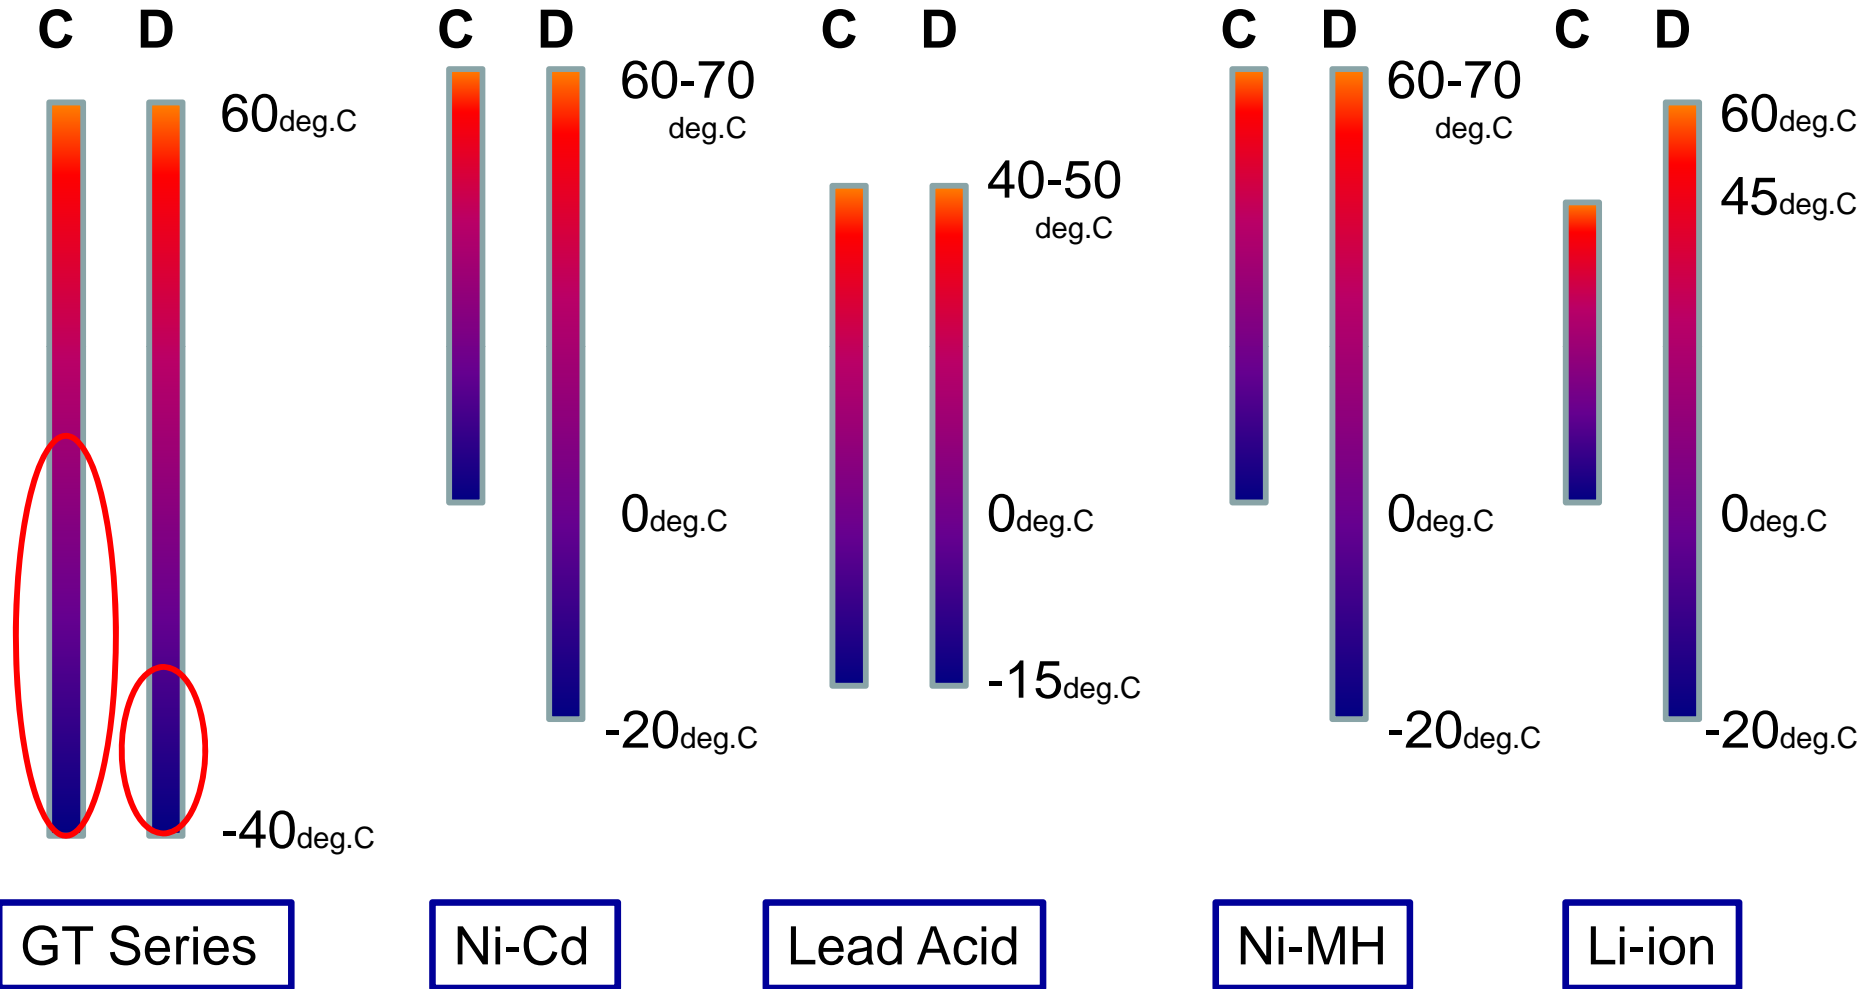 C D C D C D C D C D
60deg.C
60-70
deg.C
40-50
deg.C
60-70
deg.C
60deg.C
45deg.C
0deg.C
0deg.C
0deg.C
0deg.C
-15deg.C
-20deg.C
-20deg.C
-20deg.C
-40deg.C
GT Series
Ni-Cd
Lead Acid
Ni-MH
Li-ion